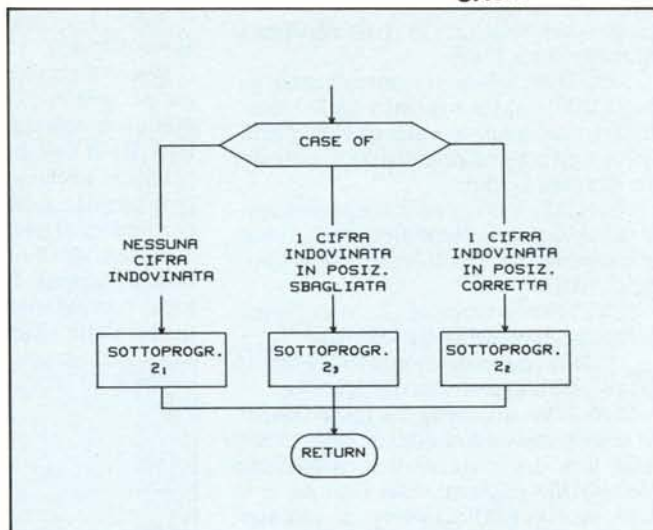 CASE OF
NESSUNA
CIFRA
INDOVINATA
1 CIFRA
INDOVINATA
IN POSIZ.
SBAGLIATA
1 CIFRA
INDOVINATA
IN POSIZ.
CORRETTA
SOTTOPROGR.
2₁
SOTTOPROGR.
2₃
SOTTOPROGR.
2₂
RETURN